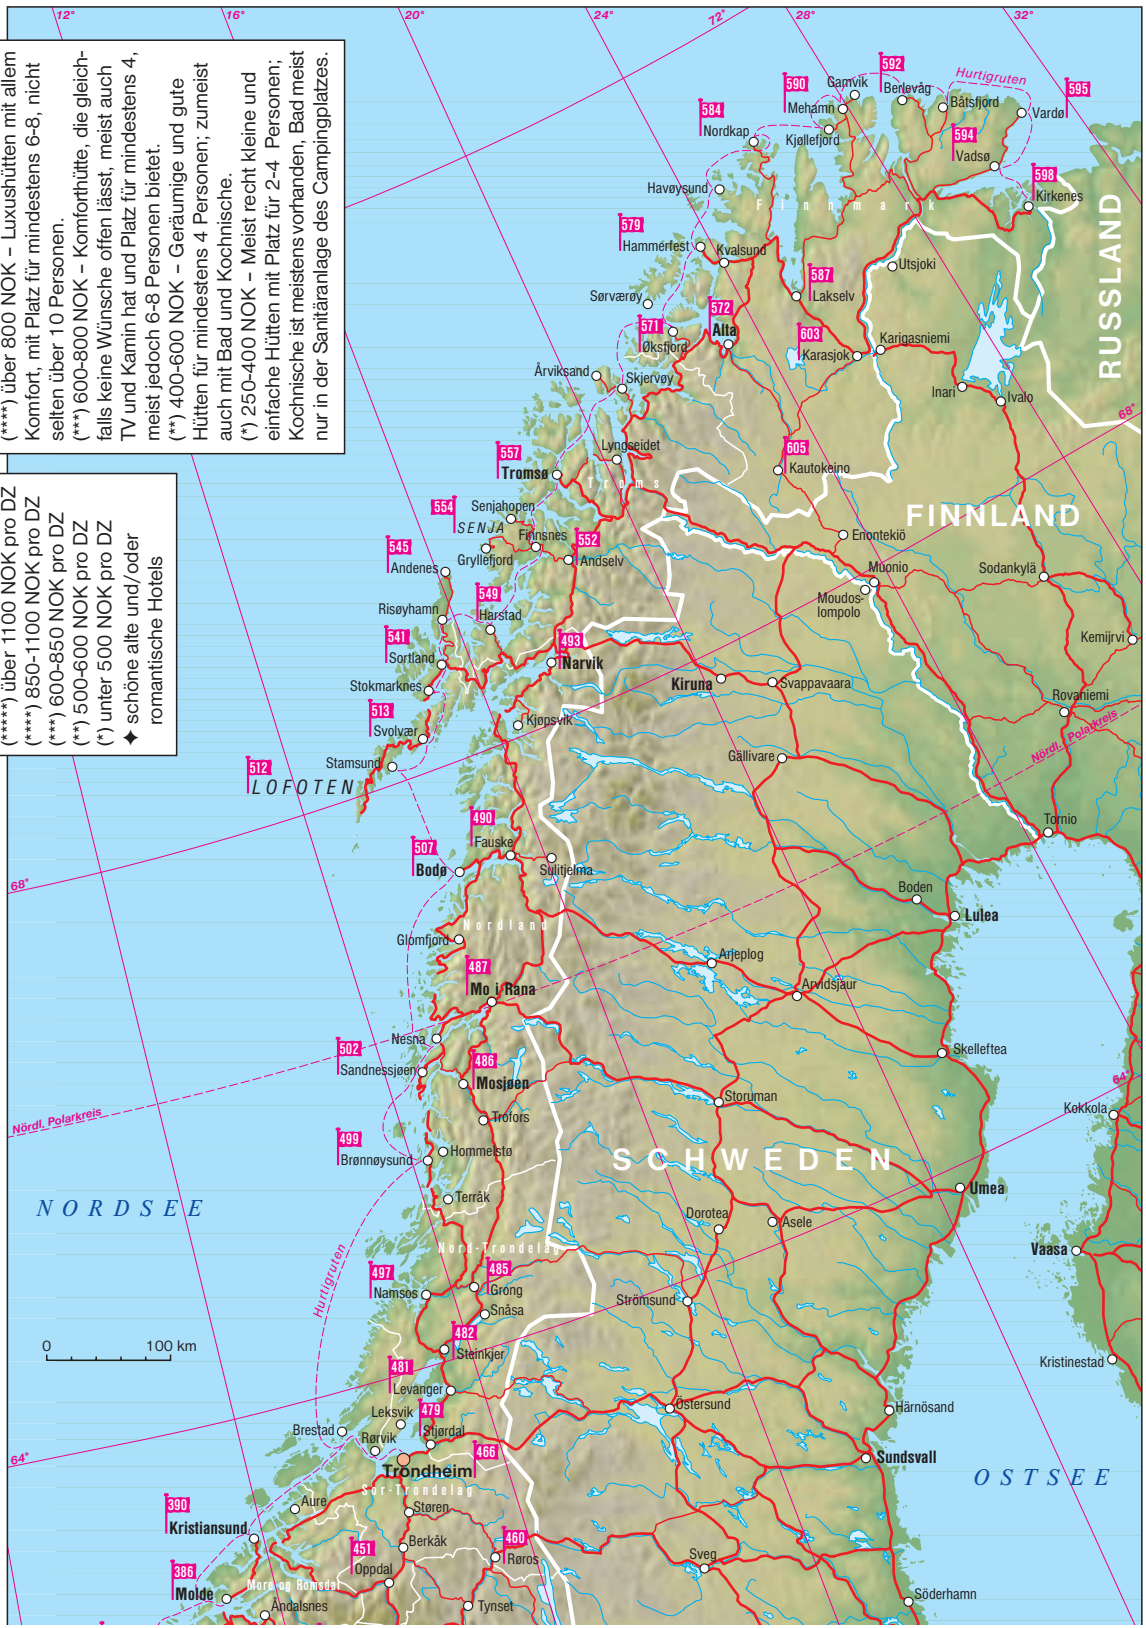 12°
16°
20°
24°
72°
28°
32°
(****) über 800 NOK – Luxushütten mit allem
Komfort, mit Platz für mindestens 6-8, nicht
selten über 10 Personen.
(***) 600-800 NOK – Komforthütte, die gleich-
falls keine Wünsche offen lässt, meist auch
TV und Kamin hat und Platz für mindestens 4,
meist jedoch 6-8 Personen bietet.
(**) 400-600 NOK – Geräumige und gute
Hütten für mindestens 4 Personen; zumeist
auch mit Bad und Kochnische.
(*) 250-400 NOK – Meist recht kleine und
einfache Hütten mit Platz für 2-4 Personen;
Kochnische ist meistens vorhanden, Bad meist
nur in der Sanitäranlage des Campingplatzes.
(*****) über 1100 NOK pro DZ
(****) 850-1100 NOK pro DZ
(***) 600-850 NOK pro DZ
(**) 500-600 NOK pro DZ
(*) unter 500 NOK pro DZ
✦ schöne alte und/oder
romantische Hotels
592
590
Gamvik
Berlevåg
Hurtigruten
595
Mehamn
Båtsfjord
Vardø
584
Nordkap
Kjøllefjord
594
Vadsø
598
Kirkenes
Havøysund
Finnmark
579
Hammerfest
Kvalsund
Utsjoki
RUSSLAND
587
Lakselv
Sørværøy
572
Alta
571
Øksfjord
603
Karasjok
Karigasniemi
Årviksand
Skjervøy
Inari
Ivalo
68°
557
Tromsø
Lyngseidet
Troms
605
Kautokeino
554
Senjahopen
SENJA
Finnsnes
552
FINNLAND
Enontekiö
545
Andenes
Gryllefjord
Andselv
Muonio
Sodankylä
Moudos-
lompolo
549
Harstad
Risøyhamn
541
Sortland
493
Narvik
Kemijrvi
Kiruna
Svappavaara
Stokmarknes
Rovaniemi
513
Svolvær
Kjøpsvik
Nördl. Polarkreis
Stamsund
Gällivare
512
LOFOTEN
490
Fauske
Tornio
507
Bodø
Sulitjelma
68°
Boden
Lulea
Nordland
Glomfjord
Arjeplog
487
Mo i Rana
Arvidsjaur
Nesna
502
Sandnessjøen
486
Mosjøen
Skelleftea
64°
Storuman
Kokkola
Nördl. Polarkreis
Trofors
499
Brønnøysund
Hommelstø
SCHWEDEN
Terråk
Umea
NORDSEE
Dorotea
Asele
Nord-Trondelag
Vaasa
Hurtigruten
497
Namsos
485
Grong
Strömsund
Snåsa
0
100 km
482
Steinkjer
Kristinestad
481
Levanger
Östersund
Härnösand
Leksvik
479
Stjørdal
Brestad
Rørvik
64°
Trondheim
466
Sundsvall
OSTSEE
Sør-Trondelag
390
Kristiansund
Aure
Støren
451
Oppdal
Berkåk
460
Røros
Sveg
386
Molde
More og Romsdal
Åndalsnes
Tynset
Söderhamn